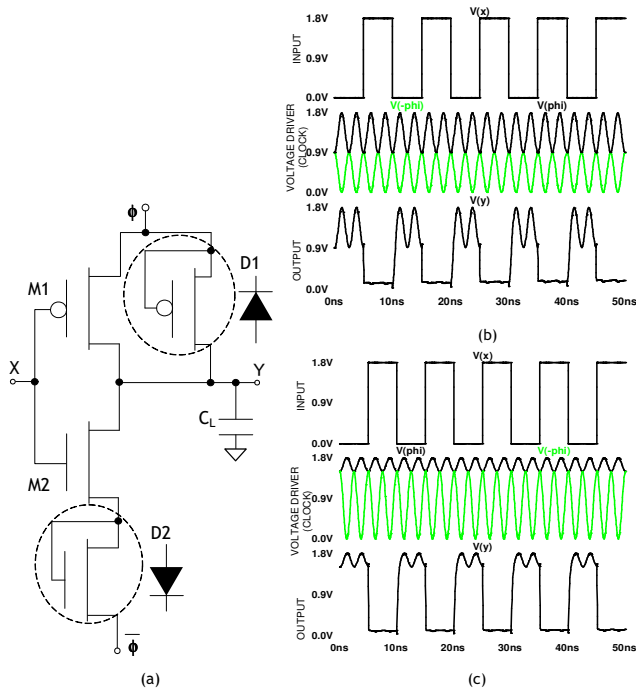 ϕ
M1
D1
X
Y
C_L
M2
D2
ϕ̅
(a)
V(x)
1.8V
0.9V
0.0V
INPUT
V(-phi)
V(phi)
1.8V
0.9V
0.0V
VOLTAGE DRIVER
(CLOCK)
V(y)
1.8V
0.9V
0.0V
OUTPUT
0ns
10ns
20ns
30ns
40ns
50ns
(b)
V(x)
1.8V
0.9V
0.0V
INPUT
V(phi)
V(-phi)
1.8V
0.9V
0.0V
VOLTAGE DRIVER
(CLOCK)
V(y)
1.8V
0.9V
0.0V
OUTPUT
0ns
10ns
20ns
30ns
40ns
50ns
(c)